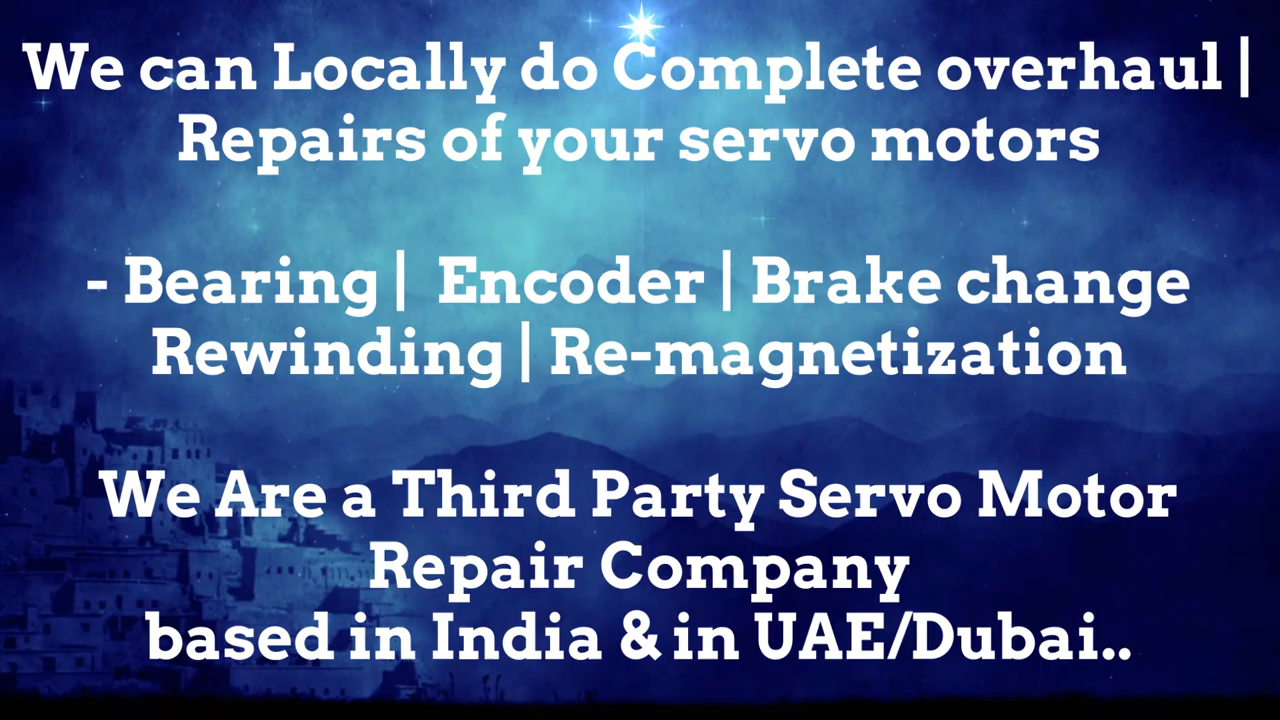 We can Locally do Complete overhaul |
Repairs of your servo motors
- Bearing | Encoder | Brake change
Rewinding | Re-magnetization
We Are a Third Party Servo Motor
Repair Company
based in India & in UAE/Dubai..